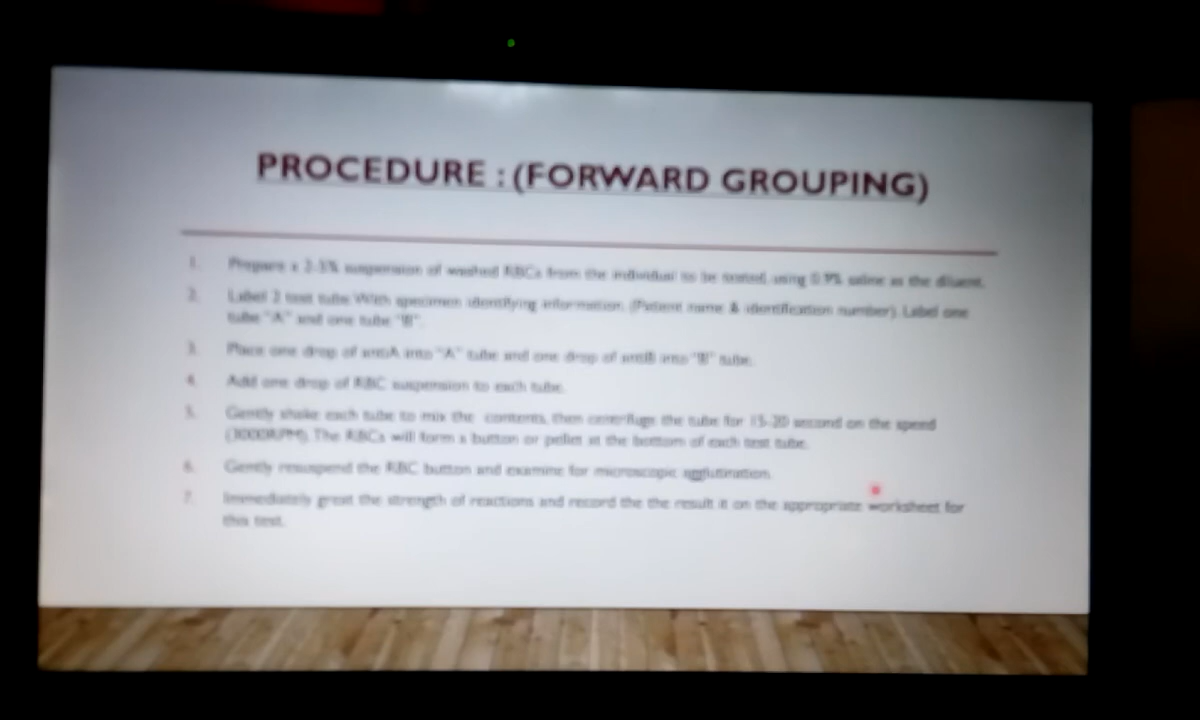 PROCEDURE : (FORWARD GROUPING)
1. Prepare a 2-5% suspension of washed RBCs from the individual to be tested, using 0.9% saline as the diluent.
2. Label 2 test tube With specimen identifying information. (Patient name & identification number). Label one
tube "A" and one tube "B".
3. Place one drop of antiA into "A" tube and one drop of antiB into "B" tube.
4. Add one drop of RBC suspension to each tube.
5. Gently shake each tube to mix the contents, then centrifuge the tube for 15-20 second on the speed
(3000RPM). The RBCs will form a button or pellet at the bottom of each test tube.
6. Gently resuspend the RBC button and examine for microscopic agglutination.
7. Immediately great the strength of reactions and record the the result it on the appropriate worksheet for
this test.